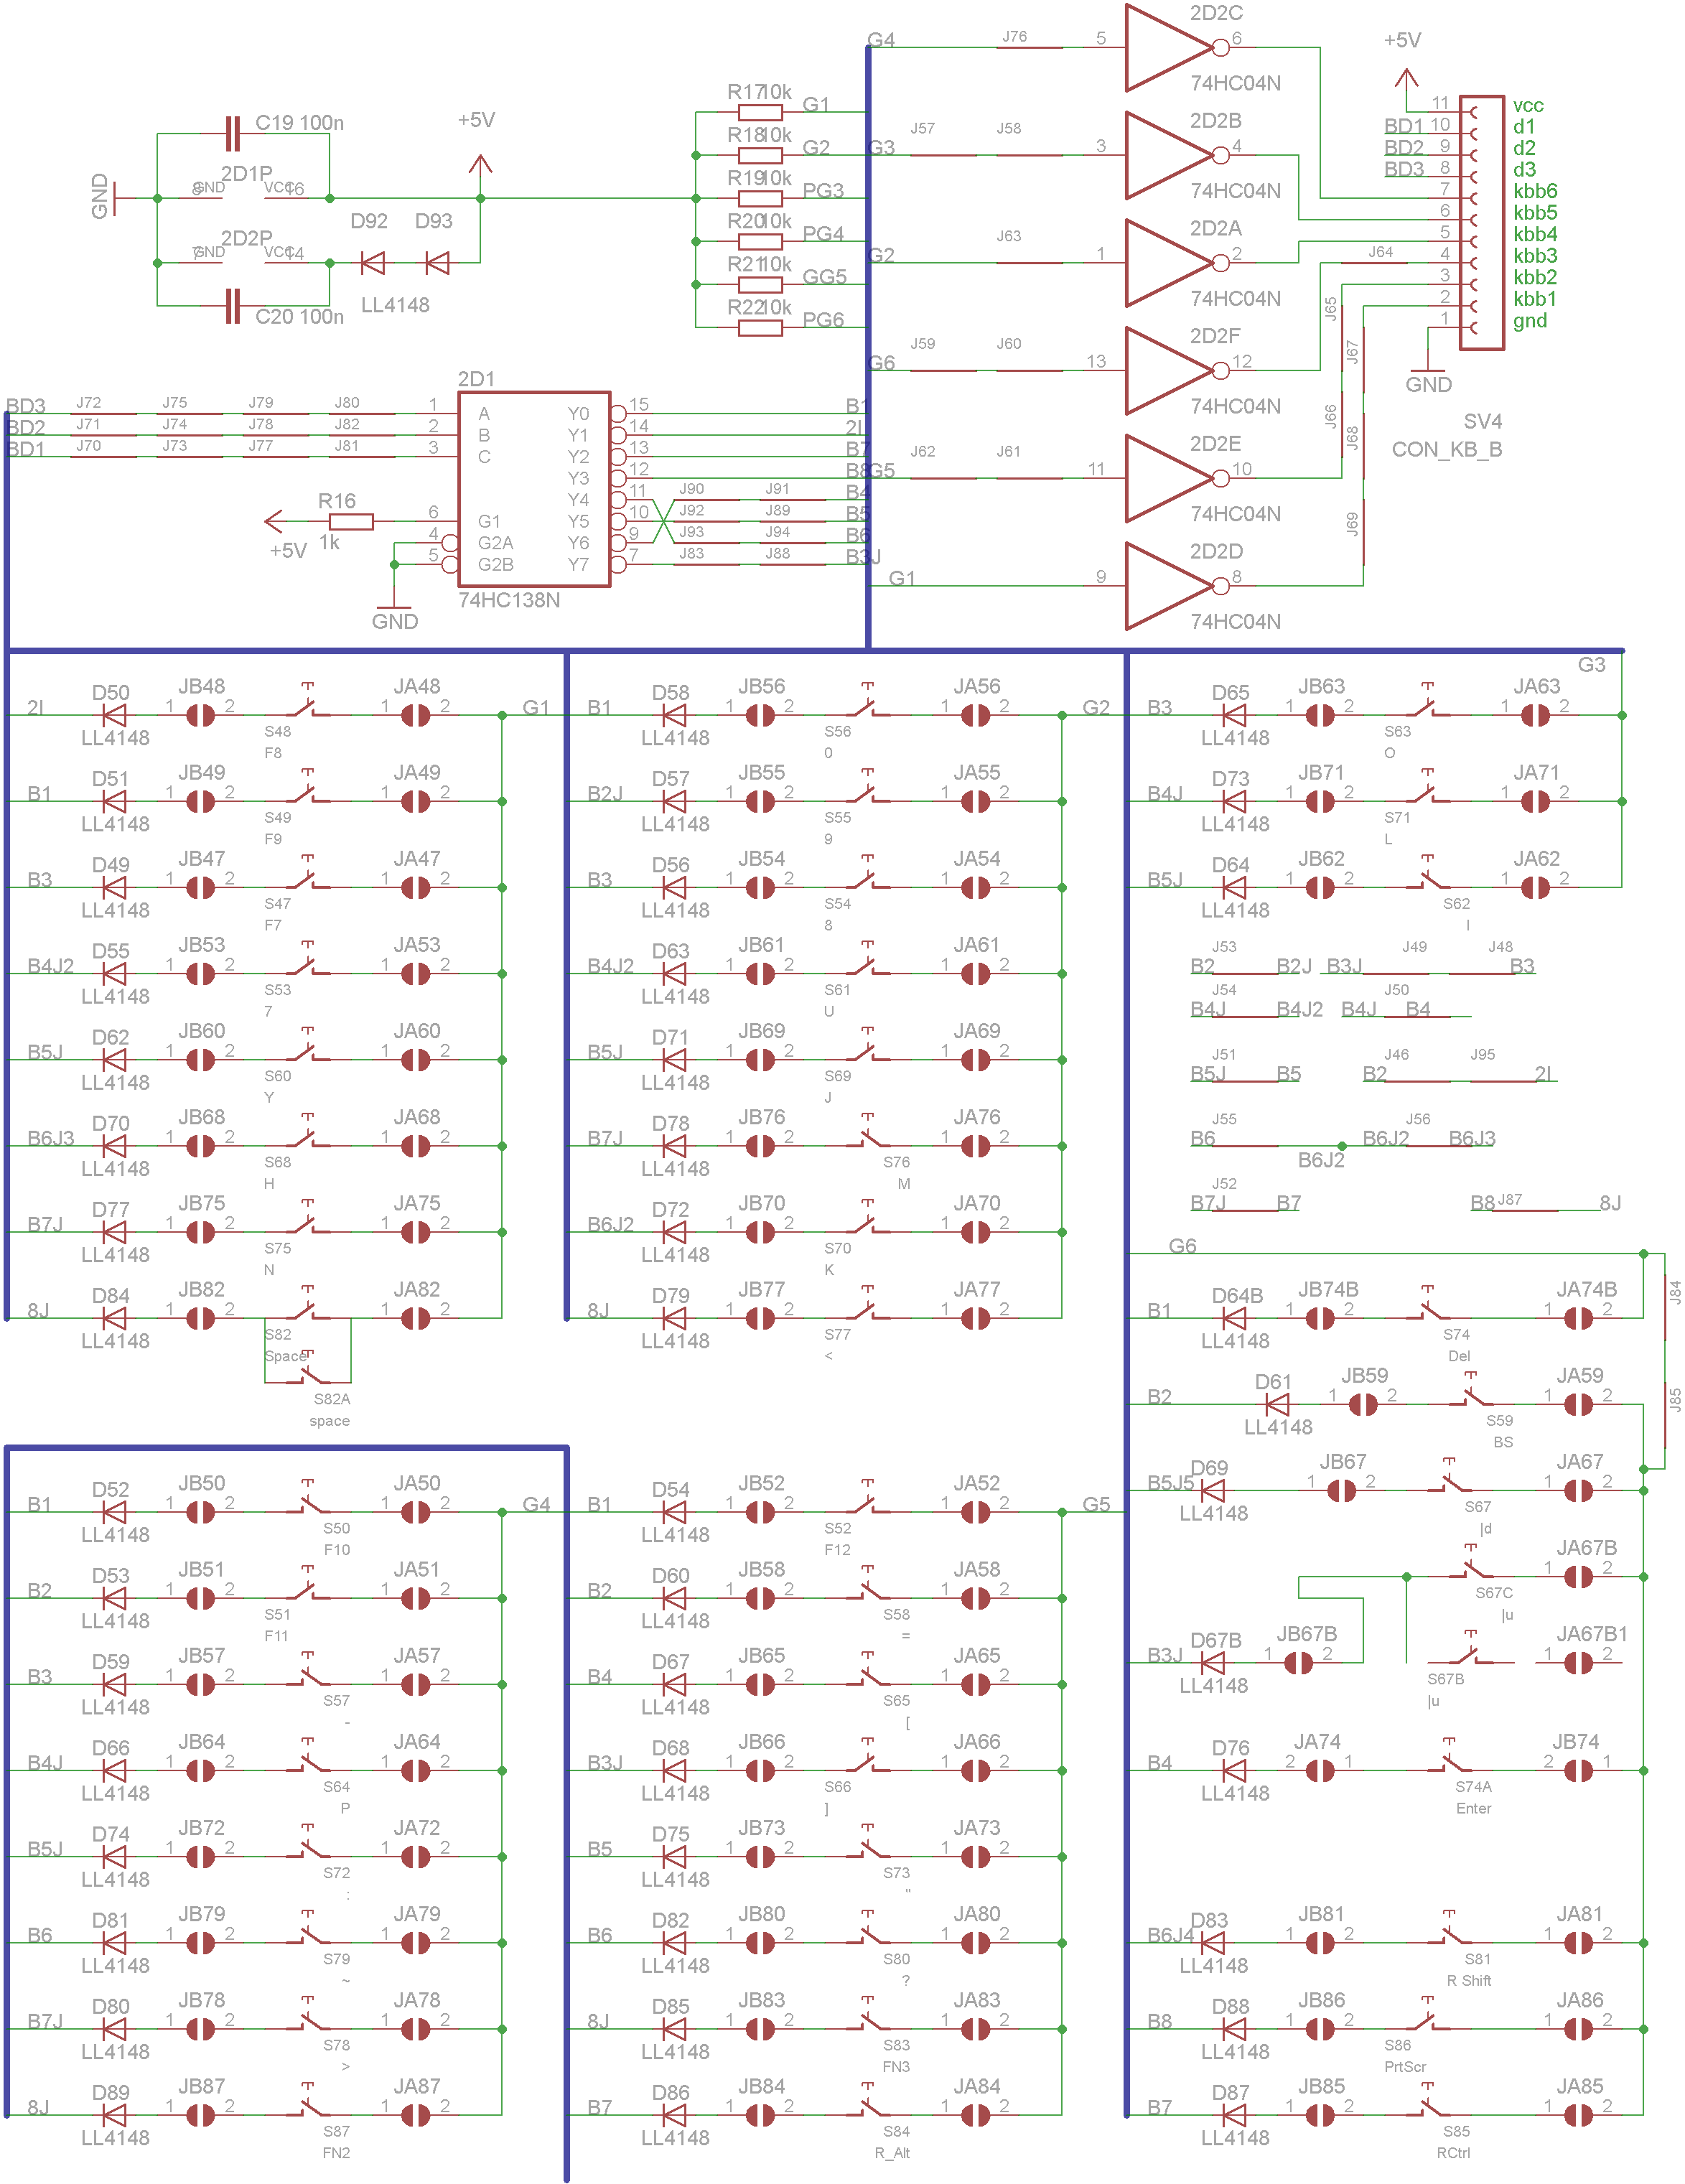 2D2C
G4 J76 5 6
74HC04N
+5V
R17 10k G1
R18 10k G2
R19 10k PG3
R20 10k PG4
R21 10k GG5
R22 10k PG6
C19 100n
2D1P
8 GND VCC 16
GND
2D2P
7 GND VCC 14
C20 100n
+5V
D92 D93
LL4148
G3 J57 J58 3 2D2B 4
74HC04N
G2 J63 1 2D2A 2
74HC04N
G6 J59 J60 13 2D2F 12
74HC04N
G5 J62 J61 11 2D2E 10
74HC04N
G1 9 2D2D 8
74HC04N
11 vcc
BD1 10 d1
BD2 9 d2
BD3 8 d3
7 kbb6
6 kbb5
5 kbb4
J64 4 kbb3
3 kbb2
2 kbb1
1 gnd
J65 J67
J66 J68
J69
GND
SV4
CON_KB_B
2D1
BD3 J72 J75 J79 J80 1 A Y0 15 B1
BD2 J71 J74 J78 J82 2 B Y1 14 2I
BD1 J70 J73 J77 J81 3 C Y2 13 B7
Y3 12 B8
Y4 11 J90 J91 B4
R16 1k +5V 6 G1 Y5 10 J92 J89 B5
4 G2A Y6 9 J93 J94 B6
5 G2B Y7 7 J83 J88 B3J
74HC138N
GND
2I D50 LL4148 1 JB48 2 S48 F8 1 JA48 2 G1
B1 D51 LL4148 1 JB49 2 S49 F9 1 JA49 2
B3 D49 LL4148 1 JB47 2 S47 F7 1 JA47 2
B4J2 D55 LL4148 1 JB53 2 S53 7 1 JA53 2
B5J D62 LL4148 1 JB60 2 S60 Y 1 JA60 2
B6J3 D70 LL4148 1 JB68 2 S68 H 1 JA68 2
B7J D77 LL4148 1 JB75 2 S75 N 1 JA75 2
8J D84 LL4148 1 JB82 2 S82 Space 1 JA82 2
S82A
space
B1 D58 LL4148 1 JB56 2 S56 0 1 JA56 2 G2
B2J D57 LL4148 1 JB55 2 S55 9 1 JA55 2
B3 D56 LL4148 1 JB54 2 S54 8 1 JA54 2
B4J2 D63 LL4148 1 JB61 2 S61 U 1 JA61 2
B5J D71 LL4148 1 JB69 2 S69 J 1 JA69 2
B7J D78 LL4148 1 JB76 2 S76 M 1 JA76 2
B6J2 D72 LL4148 1 JB70 2 S70 K 1 JA70 2
8J D79 LL4148 1 JB77 2 S77 < 1 JA77 2
G3
B3 D65 LL4148 1 JB63 2 S63 O 1 JA63 2
B4J D73 LL4148 1 JB71 2 S71 L 1 JA71 2
B5J D64 LL4148 1 JB62 2 S62 I 1 JA62 2
B2 J53 B2J B3J J49 J48 B3
B4J J54 B4J2 B4J J50 B4
B5J J51 B5 B2 J46 J95 2I
B6 J55 B6J2 B6J2 J56 B6J3
B7J J52 B7 B8 J87 8J
G6
J84
J85
B1 D64B LL4148 1 JB74B 2 S74 Del 1 JA74B 2
B2 D61 LL4148 1 JB59 2 S59 BS 1 JA59 2
B5J5 D69 LL4148 1 JB67 2 S67 |d 1 JA67 2
S67C |u 1 JA67B 2
B3J D67B LL4148 1 JB67B 2 S67B |u 1 JA67B1 2
B4 D76 LL4148 2 JA74 1 S74A Enter 2 JB74 1
B6J4 D83 LL4148 1 JB81 2 S81 R Shift 1 JA81 2
B8 D88 LL4148 1 JB86 2 S86 PrtScr 1 JA86 2
B7 D87 LL4148 1 JB85 2 S85 RCtrl 1 JA85 2
B1 D52 LL4148 1 JB50 2 S50 F10 1 JA50 2 G4
B2 D53 LL4148 1 JB51 2 S51 F11 1 JA51 2
B3 D59 LL4148 1 JB57 2 S57 - 1 JA57 2
B4J D66 LL4148 1 JB64 2 S64 P 1 JA64 2
B5J D74 LL4148 1 JB72 2 S72 : 1 JA72 2
B6 D81 LL4148 1 JB79 2 S79 ~ 1 JA79 2
B7J D80 LL4148 1 JB78 2 S78 > 1 JA78 2
8J D89 LL4148 1 JB87 2 S87 FN2 1 JA87 2
B1 D54 LL4148 1 JB52 2 S52 F12 1 JA52 2 G5
B2 D60 LL4148 1 JB58 2 S58 = 1 JA58 2
B4 D67 LL4148 1 JB65 2 S65 [ 1 JA65 2
B3J D68 LL4148 1 JB66 2 S66 ] 1 JA66 2
B5 D75 LL4148 1 JB73 2 S73 " 1 JA73 2
B6 D82 LL4148 1 JB80 2 S80 ? 1 JA80 2
8J D85 LL4148 1 JB83 2 S83 FN3 1 JA83 2
B7 D86 LL4148 1 JB84 2 S84 R_Alt 1 JA84 2